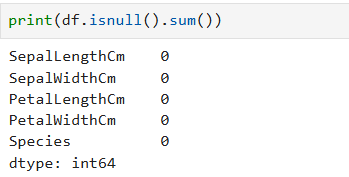 print(df.isnull().sum())
SepalLengthCm    0
SepalWidthCm     0
PetalLengthCm    0
PetalWidthCm     0
Species          0
dtype: int64